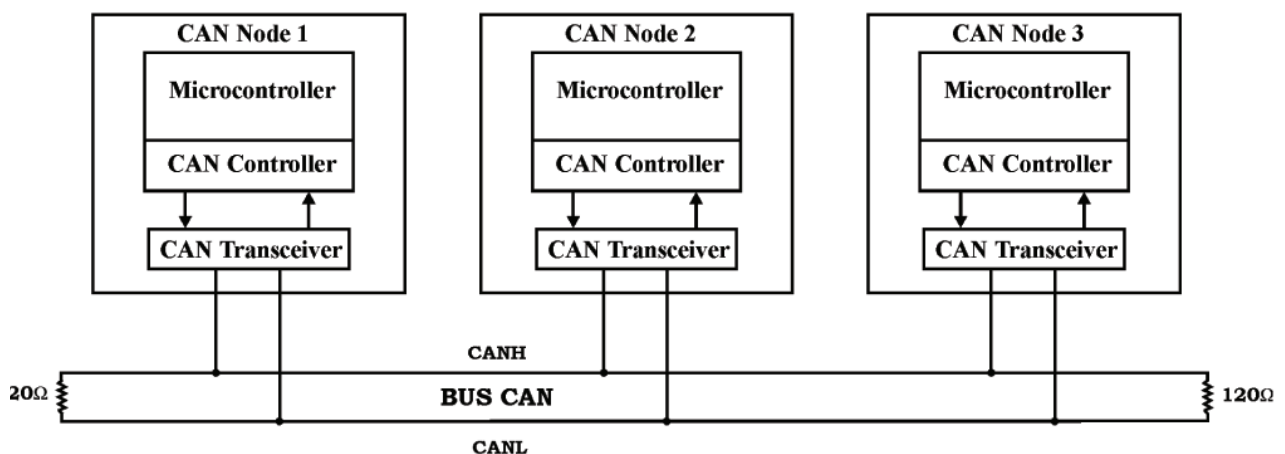 CAN Node 1
Microcontroller
CAN Controller
CAN Transceiver
CAN Node 2
Microcontroller
CAN Controller
CAN Transceiver
CAN Node 3
Microcontroller
CAN Controller
CAN Transceiver
CANH
20Ω
BUS CAN
120Ω
CANL